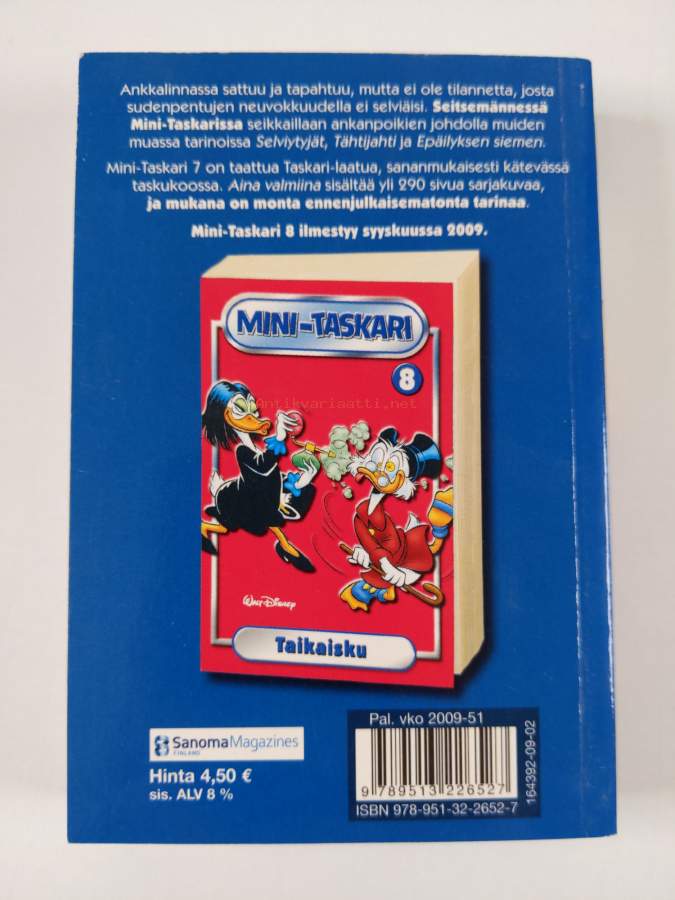 Ankkalinnassa sattuu ja tapahtuu, mutta ei ole tilannetta, josta
sudenpentujen neuvokkuudella ei selviäisi. Seitsemännessä
Mini-Taskarissa seikkaillaan ankanpoikien johdolla muiden
muassa tarinoissa Selviytyjät, Tähtijahti ja Epäilyksen siemen.
Mini-Taskari 7 on taattua Taskari-laatua, sananmukaisesti kätevässä
taskukoossa. Aina valmiina sisältää yli 290 sivua sarjakuvaa,
ja mukana on monta ennenjulkaisematonta tarinaa.
Mini-Taskari 8 ilmestyy syyskuussa 2009.
MINI-TASKARI
8
Antikvariaatti.net
Walt Disney
Taikaisku
SanomaMagazines
FINLAND
Hinta 4,50 €
sis. ALV 8 %
Pal. vko 2009-51
9 789513 226527
ISBN 978-951-32-2652-7
164392-09-02